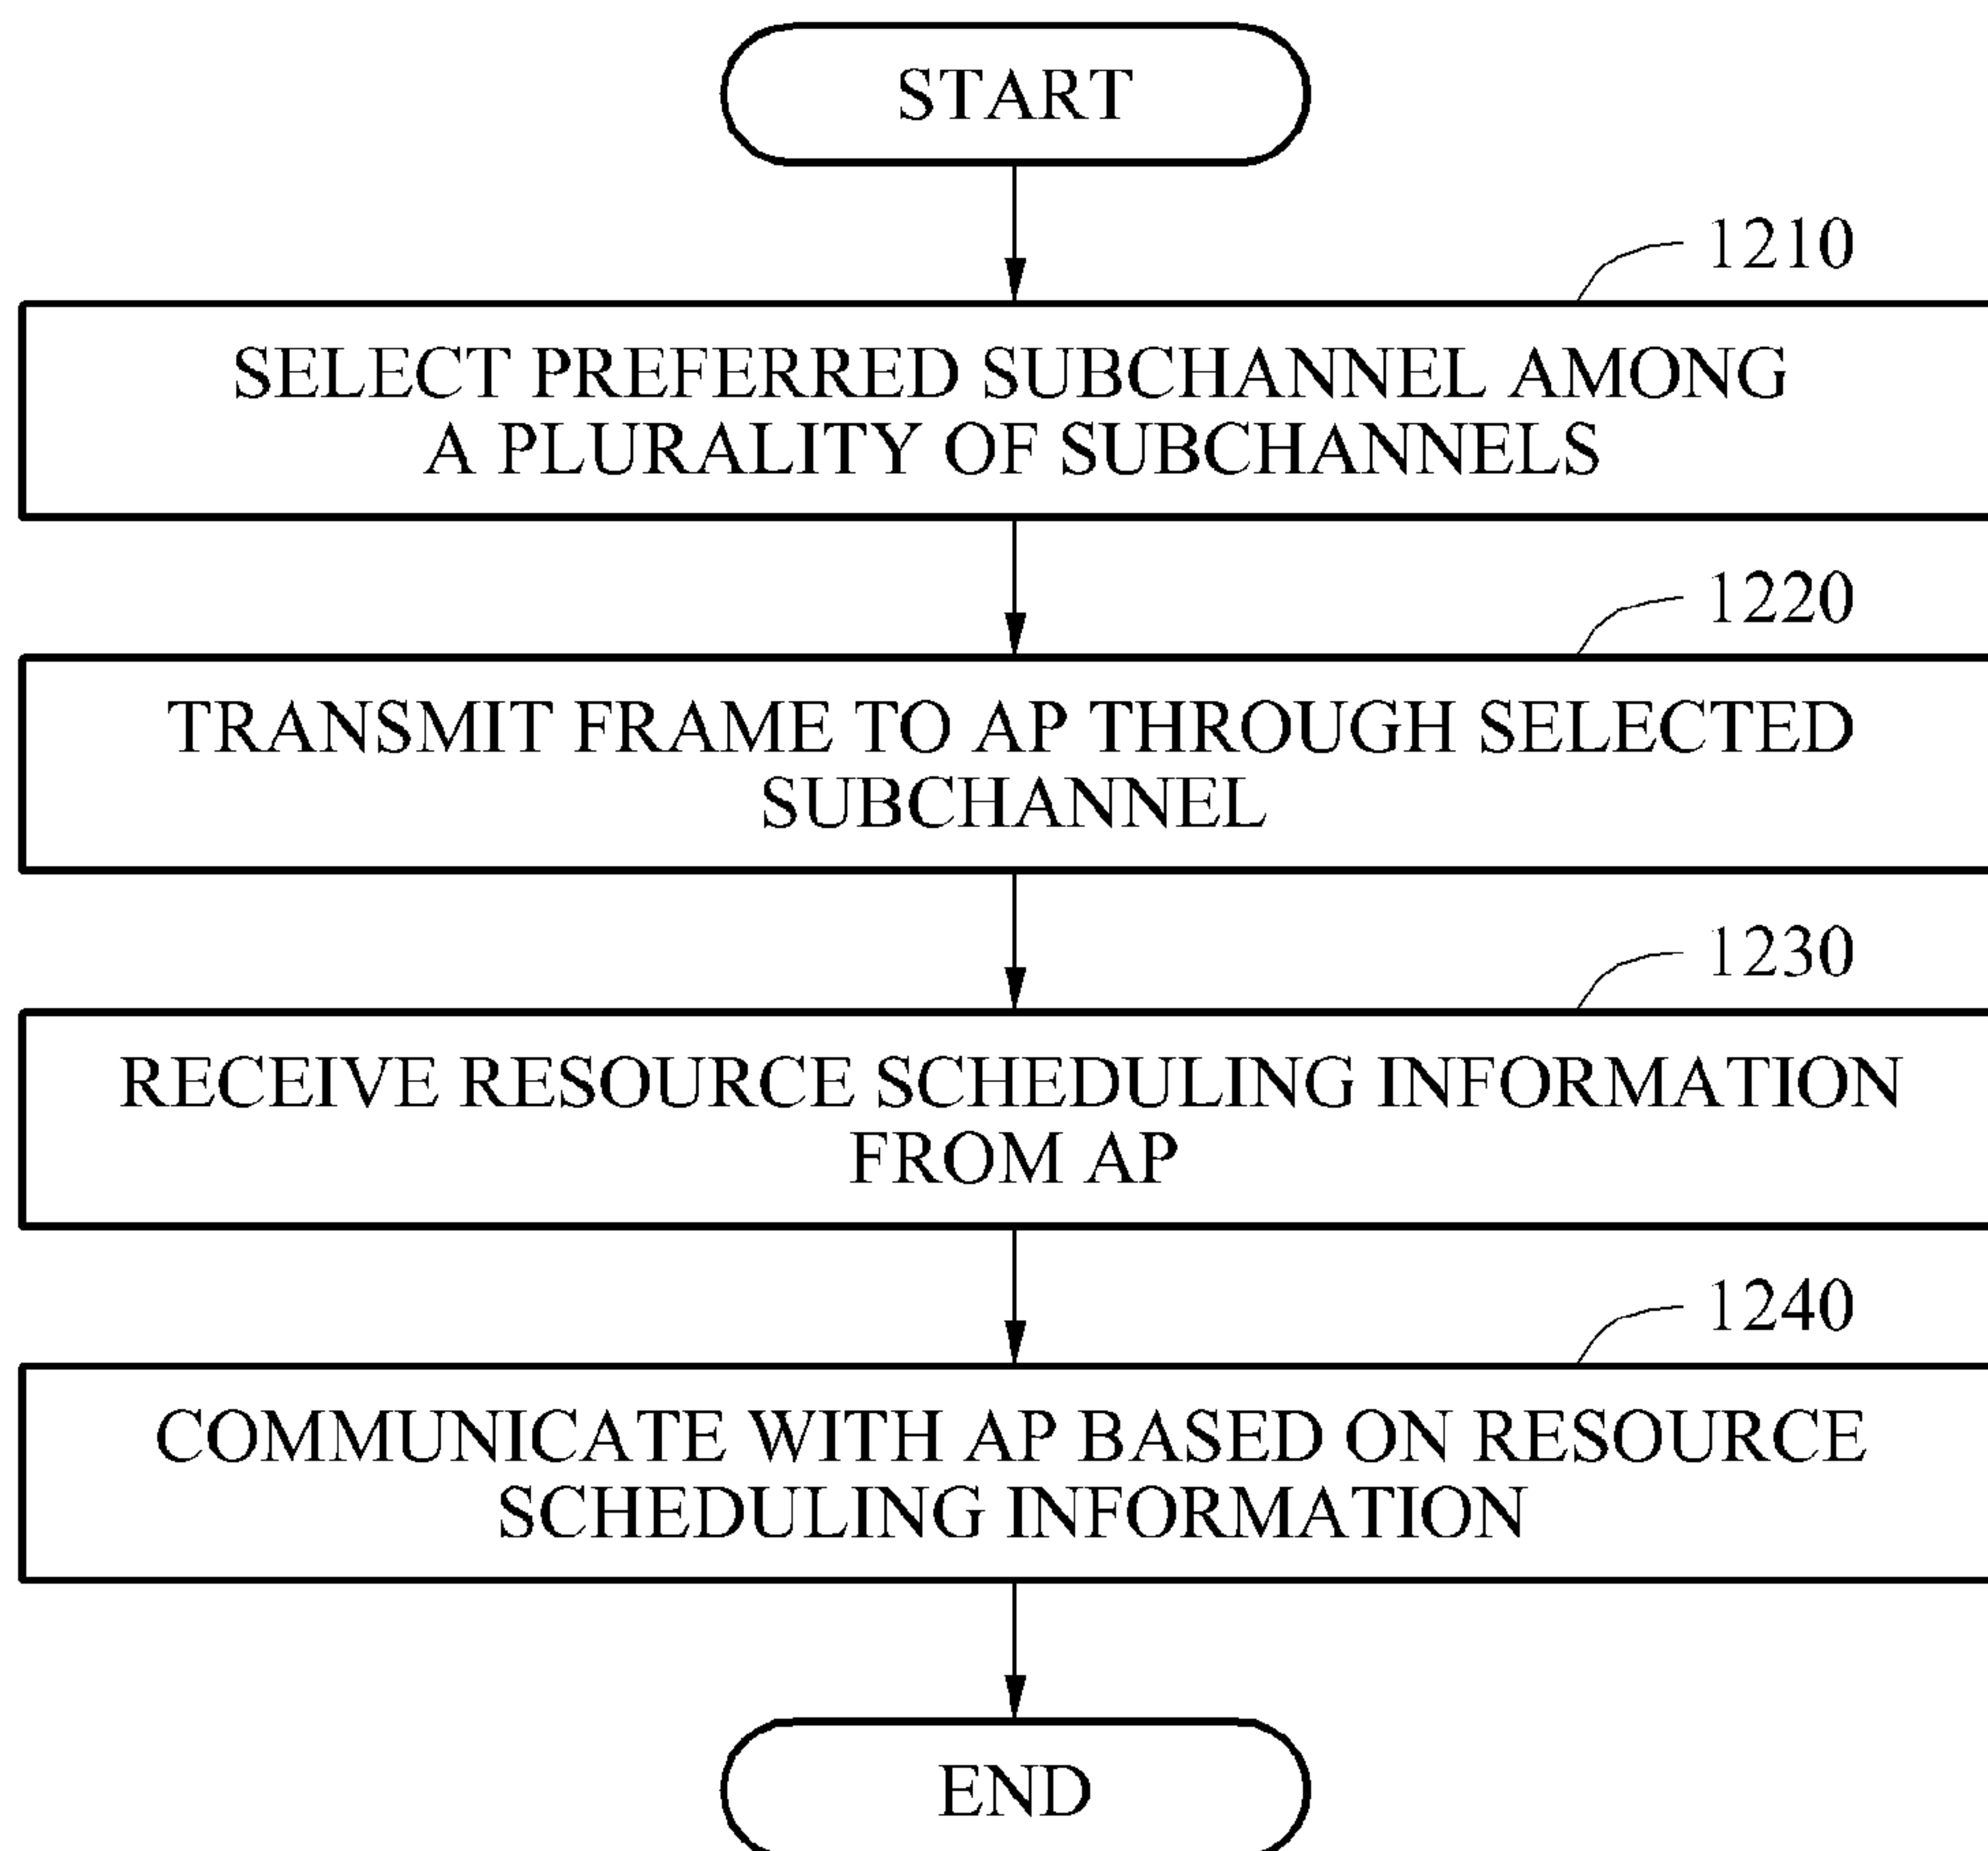 START
1210
SELECT PREFERRED SUBCHANNEL AMONG
A PLURALITY OF SUBCHANNELS
1220
TRANSMIT FRAME TO AP THROUGH SELECTED
SUBCHANNEL
1230
RECEIVE RESOURCE SCHEDULING INFORMATION
FROM AP
1240
COMMUNICATE WITH AP BASED ON RESOURCE
SCHEDULING INFORMATION
END